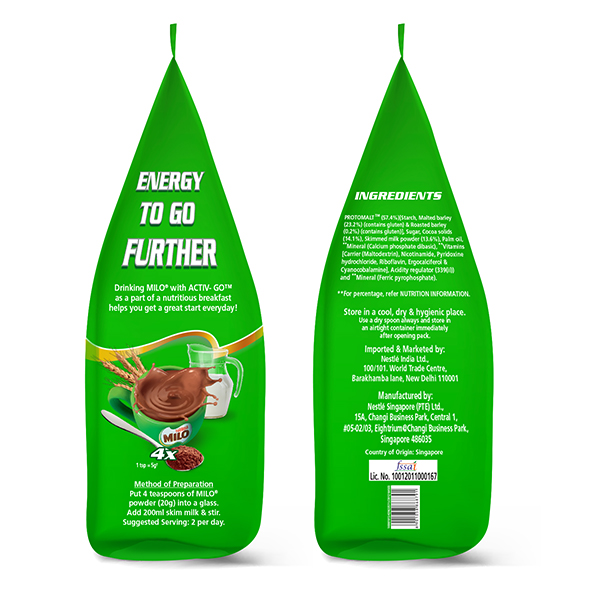 ENERGY
TO GO
FURTHER
Drinking MILO® with ACTIV- GO™
as a part of a nutritious breakfast
helps you get a great start everyday!
MILO
4x
1 tsp = 5g
Method of Preparation
Put 4 teaspoons of MILO®
powder (20g) into a glass.
Add 200ml skim milk & stir.
Suggested Serving: 2 per day.
INGREDIENTS
PROTOMALT™ (57.4%)[Starch, Malted barley
(23.2%) (contains gluten) & Roasted barley
(0.2%) (contains gluten)], Sugar, Cocoa solids
(14.1%), Skimmed milk powder (13.6%), Palm oil,
**Mineral (Calcium phosphate dibasic), **Vitamins
[Carrier (Maltodextrin), Nicotinamide, Pyridoxine
hydrochloride, Riboflavin, Ergocalciferol &
Cyanocobalamine], Acidity regulator (339(i))
and **Mineral (Ferric pyrophosphate).
**For percentage, refer NUTRITION INFORMATION.
Store in a cool, dry & hygienic place.
Use a dry spoon always and store in
an airtight container immediately
after opening pack.
Imported & Marketed by:
Nestlé India Ltd.,
100/101. World Trade Centre,
Barakhamba lane, New Delhi 110001
Manufactured by:
Nestlé Singapore (PTE) Ltd.,
15A, Changi Business Park, Central 1,
#05-02/03, Eightrium@Changi Business Park,
Singapore 486035
Country of Origin: Singapore
fssai
Lic. No. 10012011000167